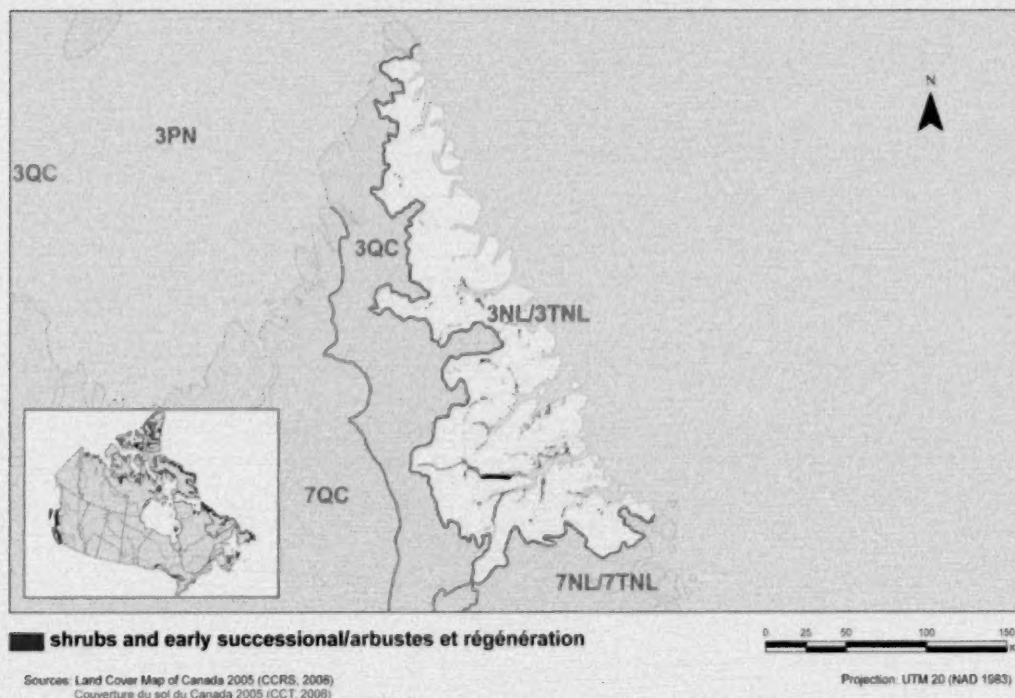 N
3PN
3QC
3QC
3NL/3TNL
7QC
7NL/7TNL
shrubs and early successional/arbustes et régénération
0 25 50 100 150
Sources: Land Cover Map of Canada 2005 (CCRS, 2008)
Couverture du sol du Canada 2005 (CCT, 2008)
Projection: UTM 20 (NAD 1983)